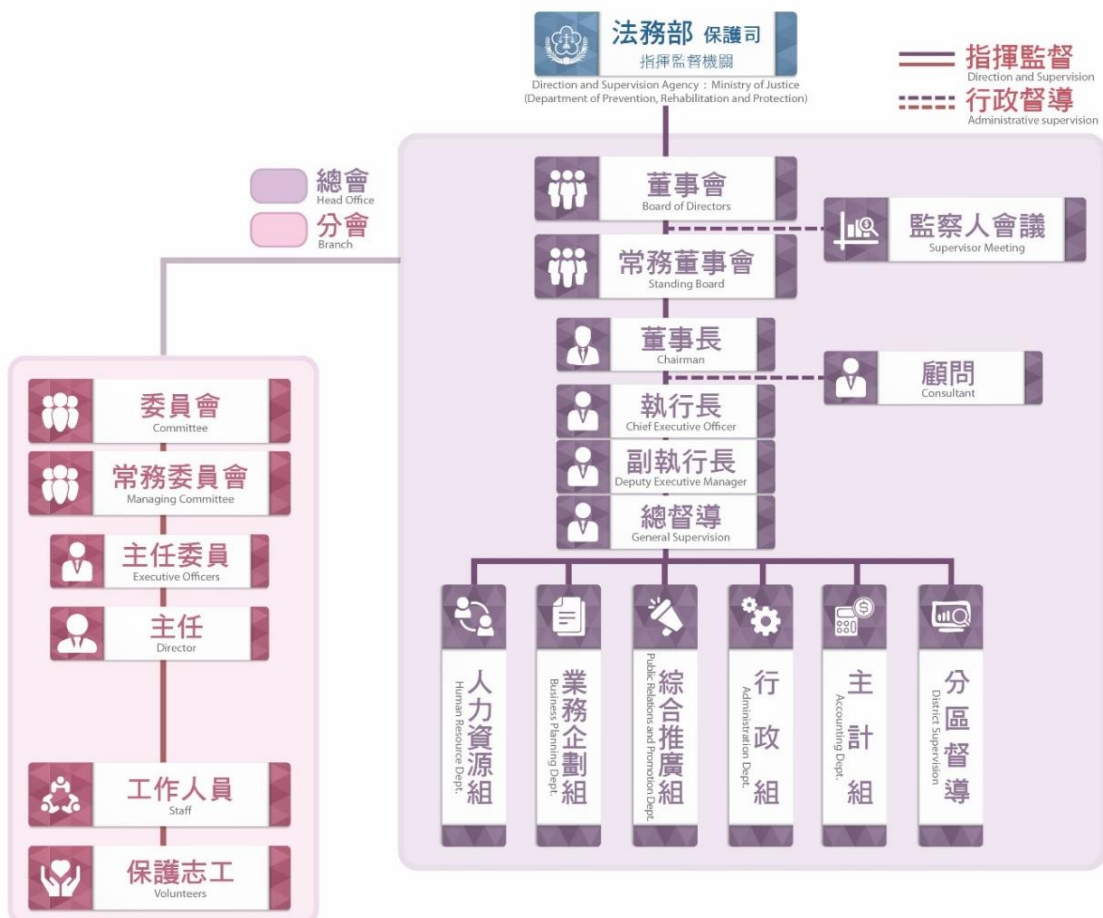 法務部 保護司
指揮監督機關
Direction and Supervision Agency : Ministry of Justice
(Department of Prevention, Rehabilitation and Protection)
指揮監督
Direction and Supervision
行政督導
Administrative supervision
總會
Head Office
分會
Branch
董事會
Board of Directors
監察人會議
Supervisor Meeting
常務董事會
Standing Board
董事長
Chairman
顧問
Consultant
執行長
Chief Executive Officer
副執行長
Deputy Executive Manager
總督導
General Supervision
人力資源組
Human Resource Dept.
業務企劃組
Business Planning Dept.
綜合推廣組
Public Relations and Promotion Dept.
行政組
Administration Dept.
主計組
Accounting Dept.
分區督導
District Supervision
委員會
Committee
常務委員會
Managing Committee
主任委員
Executive Officers
主任
Director
工作人員
Staff
保護志工
Volunteers